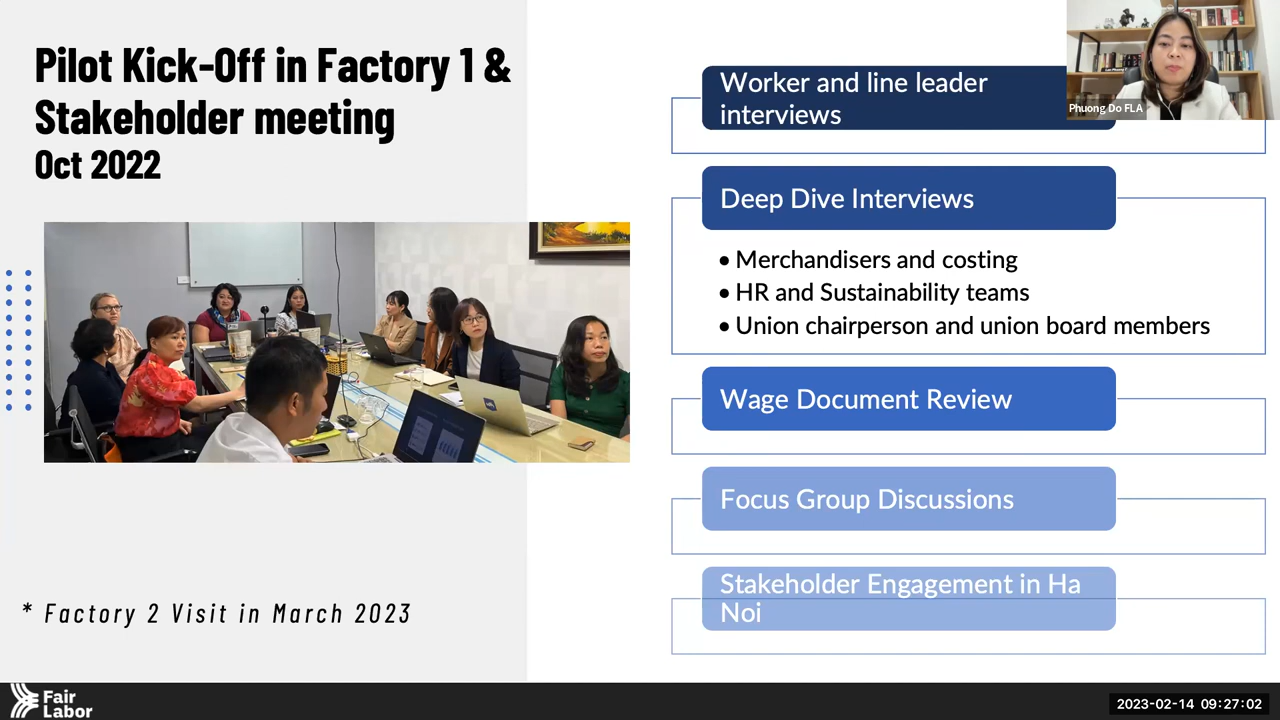 Pilot Kick-Off in Factory 1 &
Stakeholder meeting
Oct 2022
* Factory 2 Visit in March 2023
Worker and line leader
interviews
Deep Dive Interviews
• Merchandisers and costing
• HR and Sustainability teams
• Union chairperson and union board members
Wage Document Review
Focus Group Discussions
Stakeholder Engagement in Ha
Noi
Phuong Do FLA
Fair
Labor
2023-02-14 09:27:02